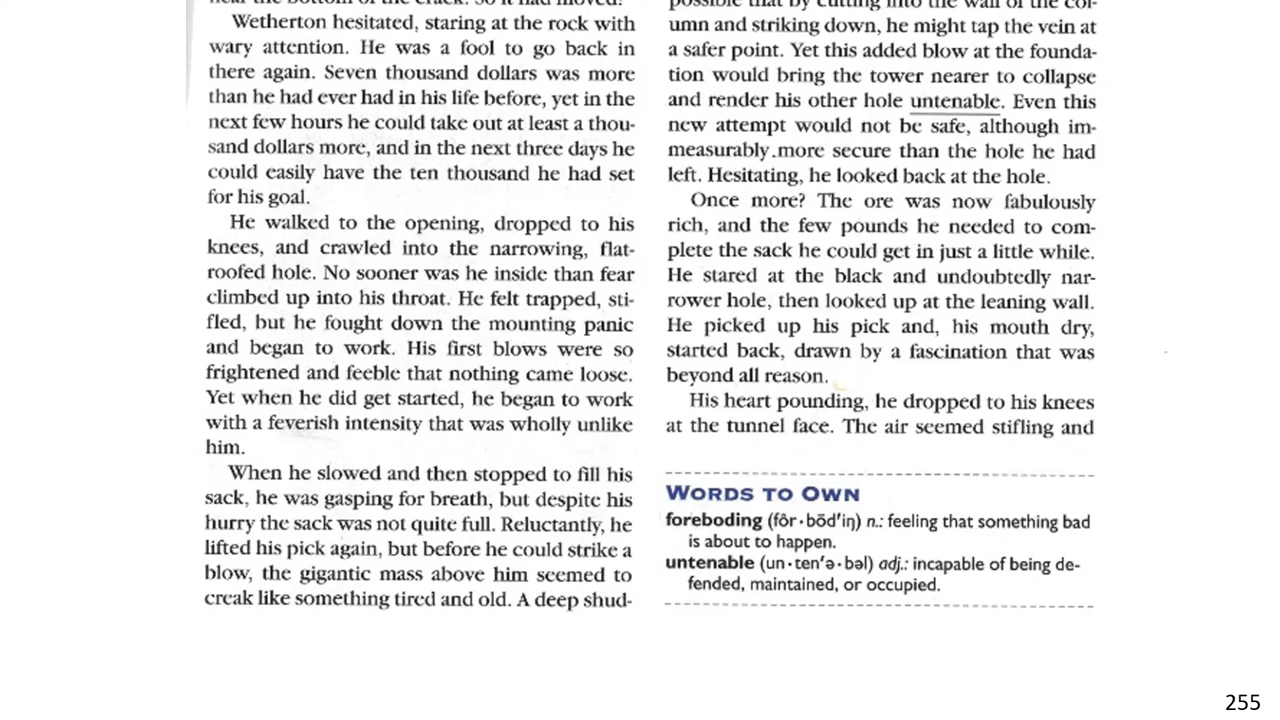 Wetherton hesitated, staring at the rock with
wary attention. He was a fool to go back in
there again. Seven thousand dollars was more
than he had ever had in his life before, yet in the
next few hours he could take out at least a thou-
sand dollars more, and in the next three days he
could easily have the ten thousand he had set
for his goal.
He walked to the opening, dropped to his
knees, and crawled into the narrowing, flat-
roofed hole. No sooner was he inside than fear
climbed up into his throat. He felt trapped, sti-
fled, but he fought down the mounting panic
and began to work. His first blows were so
frightened and feeble that nothing came loose.
Yet when he did get started, he began to work
with a feverish intensity that was wholly unlike
him.
When he slowed and then stopped to fill his
sack, he was gasping for breath, but despite his
hurry the sack was not quite full. Reluctantly, he
lifted his pick again, but before he could strike a
blow, the gigantic mass above him seemed to
creak like something tired and old. A deep shud-
possible that by cutting into the wall of the col-
umn and striking down, he might tap the vein at
a safer point. Yet this added blow at the founda-
tion would bring the tower nearer to collapse
and render his other hole untenable. Even this
new attempt would not be safe, although im-
measurably.more secure than the hole he had
left. Hesitating, he looked back at the hole.
Once more? The ore was now fabulously
rich, and the few pounds he needed to com-
plete the sack he could get in just a little while.
He stared at the black and undoubtedly nar-
rower hole, then looked up at the leaning wall.
He picked up his pick and, his mouth dry,
started back, drawn by a fascination that was
beyond all reason.
His heart pounding, he dropped to his knees
at the tunnel face. The air seemed stifling and
WORDS TO OWN
foreboding (fôr•bōd′iŋ) n.: feeling that something bad
is about to happen.
untenable (un•ten′ə•bəl) adj.: incapable of being de-
fended, maintained, or occupied.
255